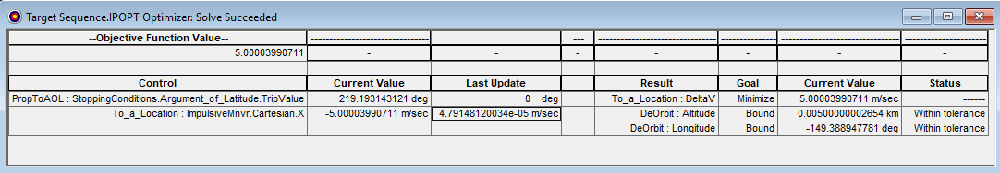 Target Sequence.IPOPT Optimizer: Solve Succeeded
--Objective Function Value-- -------------------------------- -------------------------------- --- -------------------------------- --------------- -------------------------------- ----------------------
5.00003990711 - - - - - - -
Control Current Value Last Update Result Goal Current Value Status
PropToAOL : StoppingConditions.Argument_of_Latitude.TripValue 219.193143121 deg 0 deg To_a_Location : DeltaV Minimize 5.00003990711 m/sec ------
To_a_Location : ImpulsiveMnvr.Cartesian.X -5.00003990711 m/sec 4.79148120034e-05 m/sec DeOrbit : Altitude Bound 0.00500000002654 km Within tolerance
DeOrbit : Longitude Bound -149.388947781 deg Within tolerance